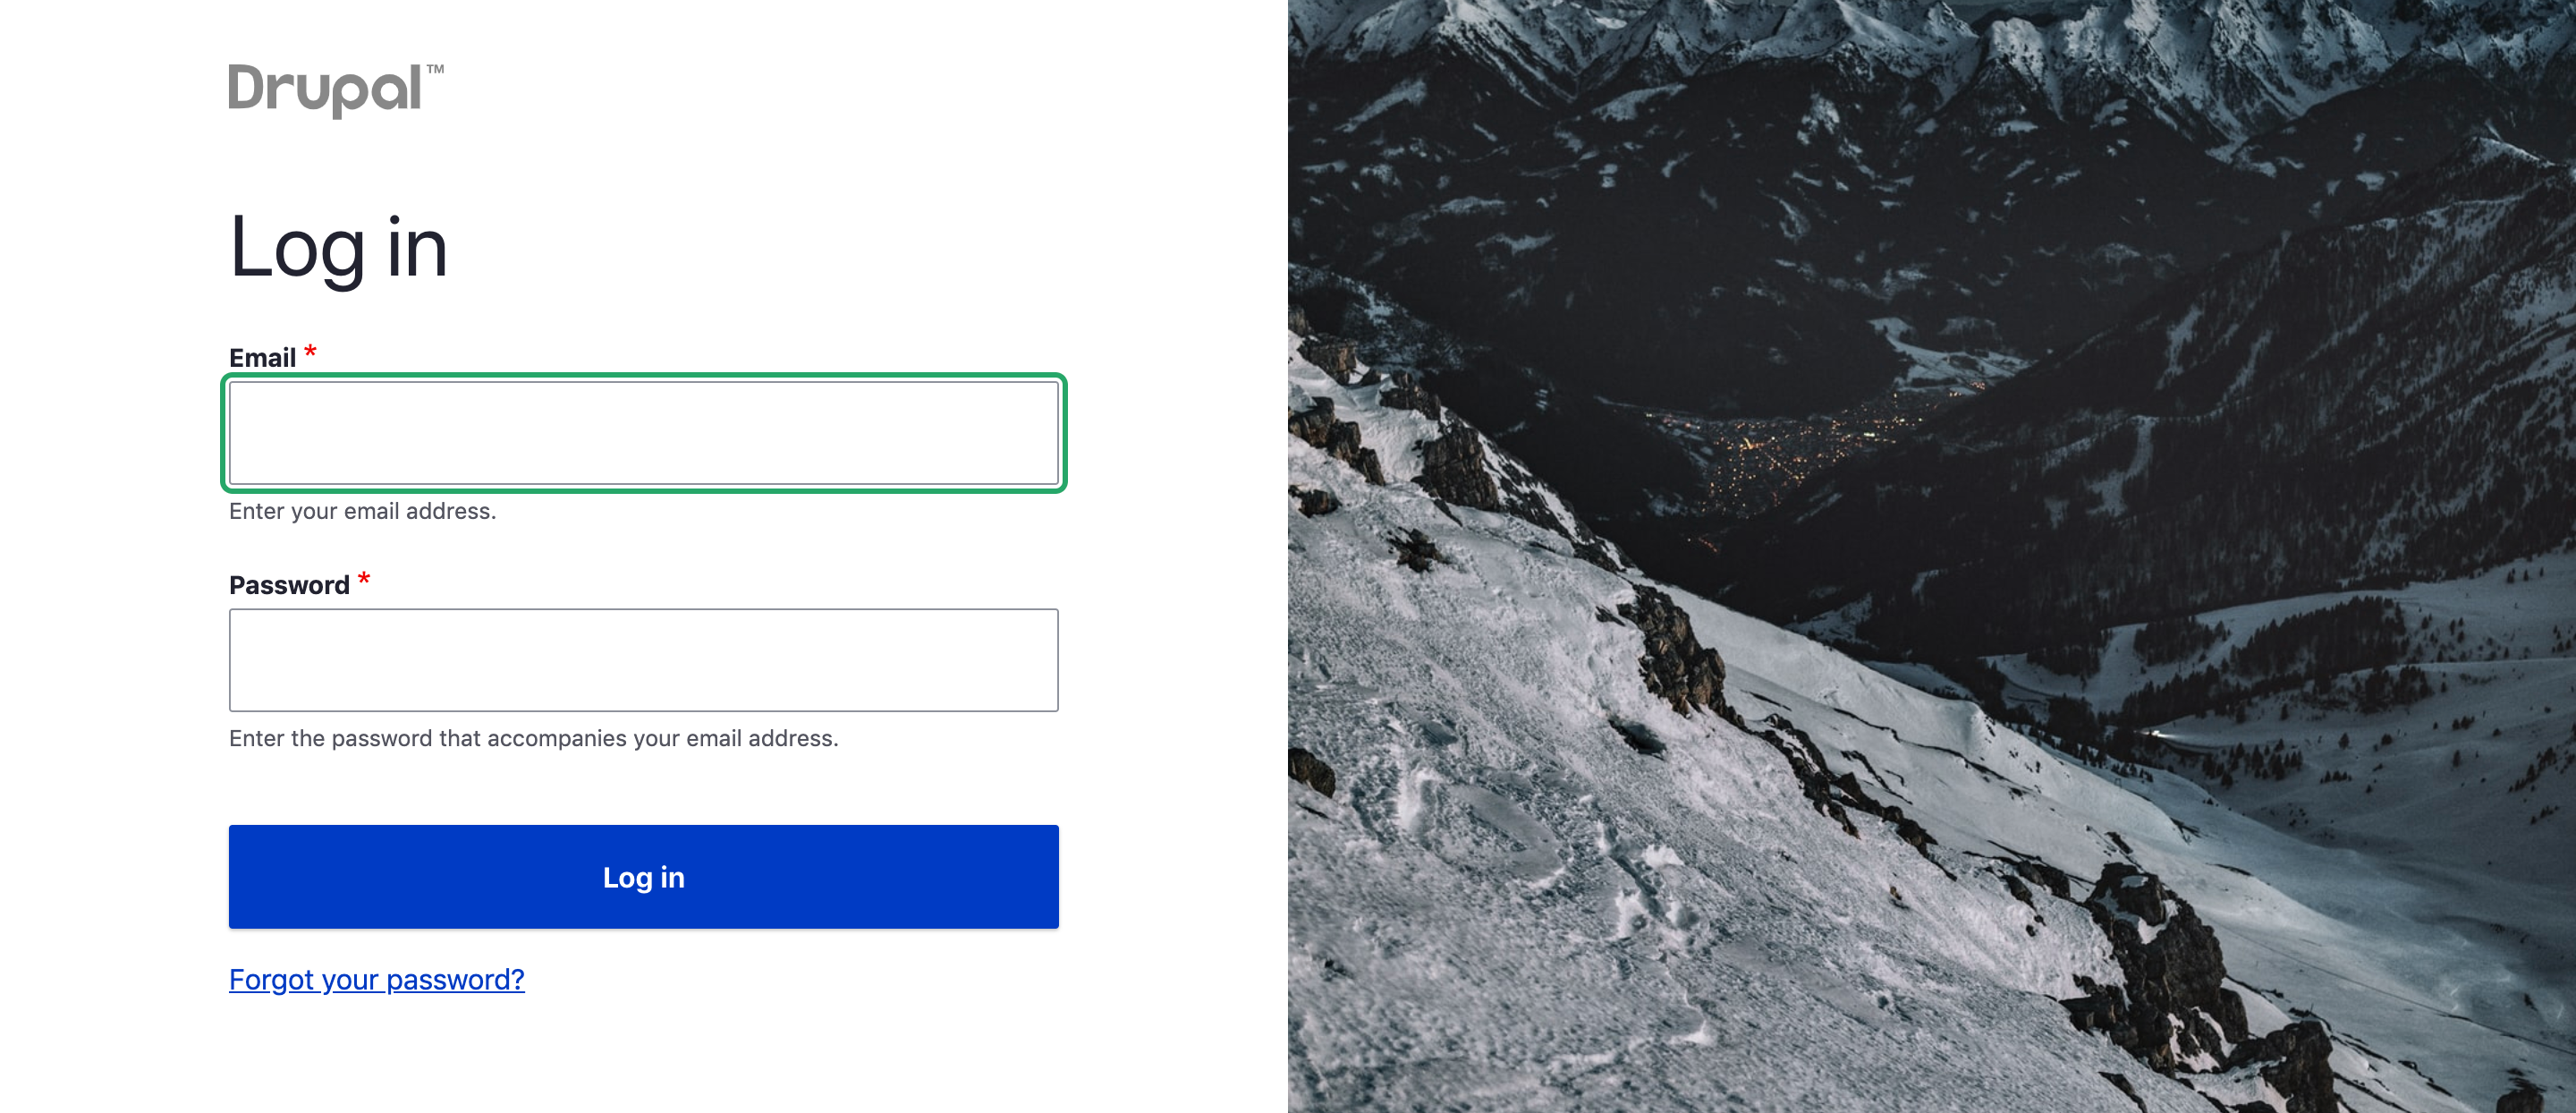 Drupal™
Log in
Email *
Enter your email address.
Password *
Enter the password that accompanies your email address.
Log in
Forgot your password?